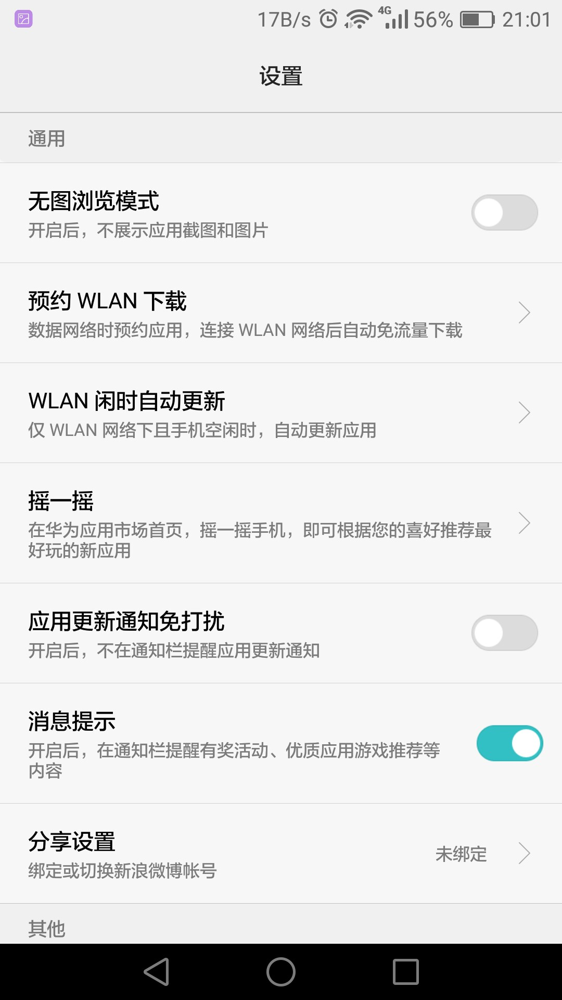 17B/s 4G 56% 21:01
设置
通用
无图浏览模式
开启后，不展示应用截图和图片
预约 WLAN 下载
数据网络时预约应用，连接 WLAN 网络后自动免流量下载
WLAN 闲时自动更新
仅 WLAN 网络下且手机空闲时，自动更新应用
摇一摇
在华为应用市场首页，摇一摇手机，即可根据您的喜好推荐最
好玩的新应用
应用更新通知免打扰
开启后，不在通知栏提醒应用更新通知
消息提示
开启后，在通知栏提醒有奖活动、优质应用游戏推荐等
内容
分享设置
未绑定
绑定或切换新浪微博帐号
其他